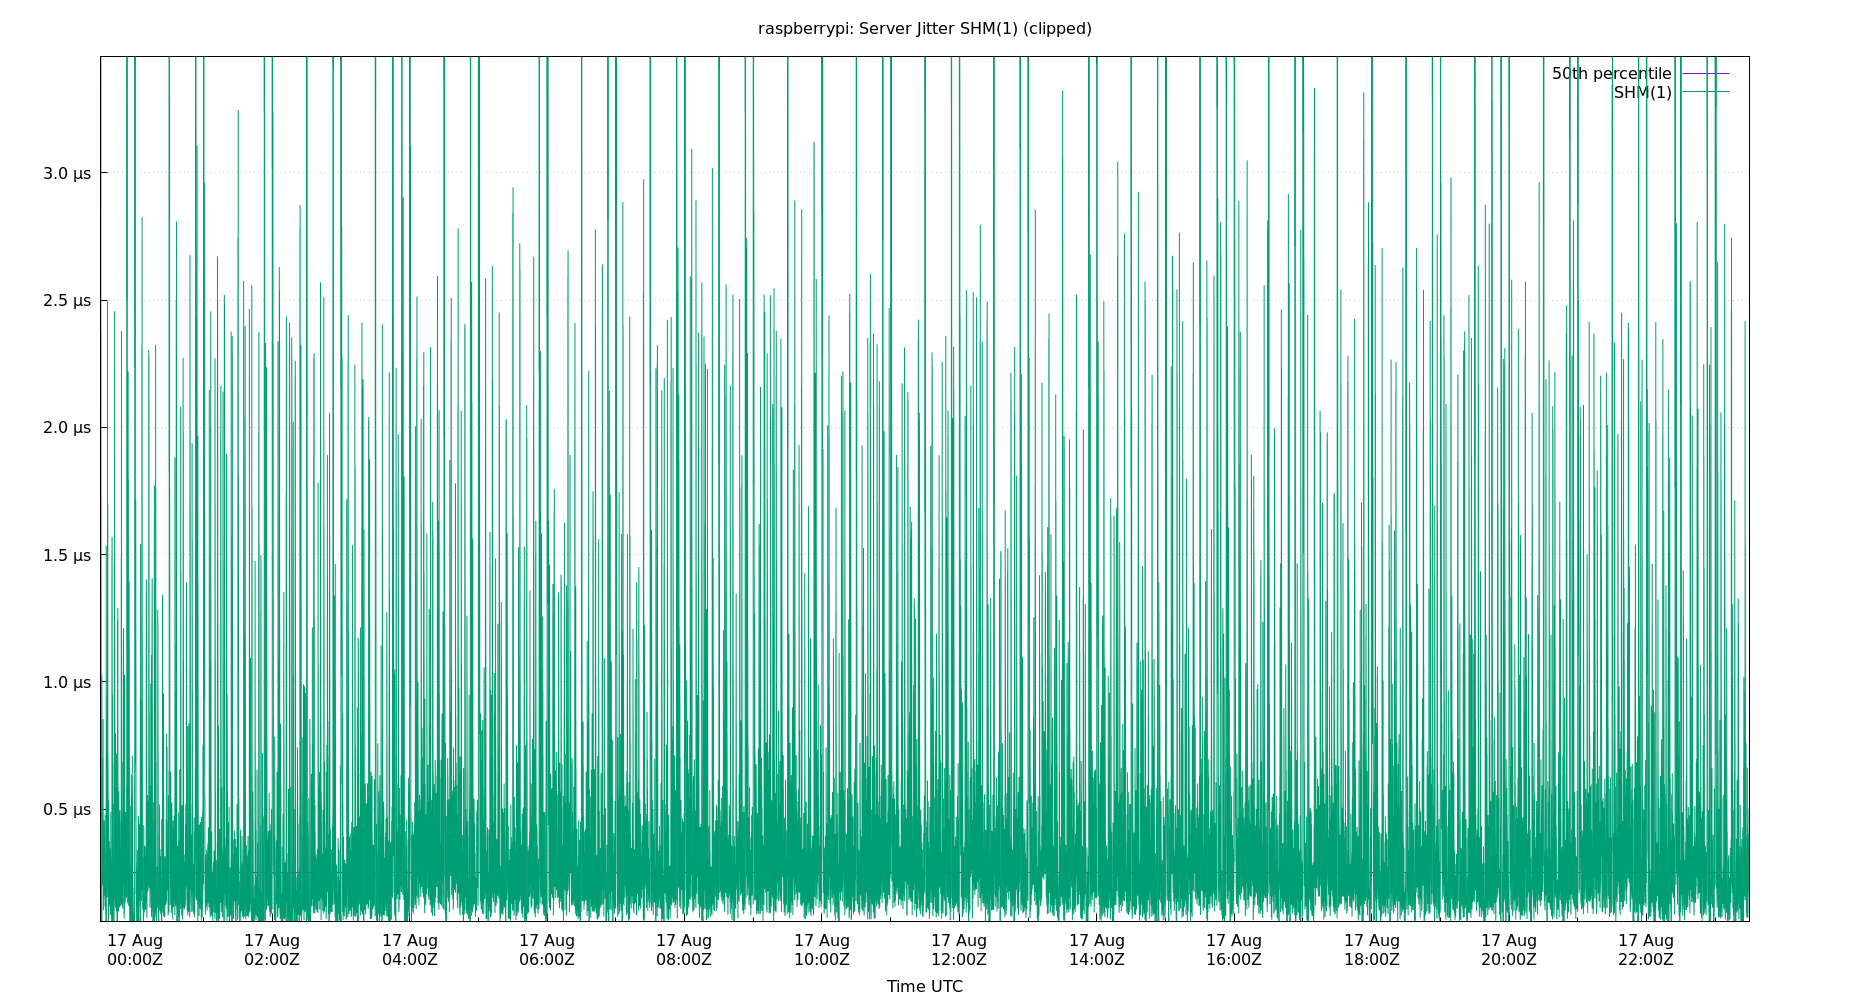 raspberrypi: Server Jitter SHM(1) (clipped)
50th percentile
SHM(1)
3.0 µs
2.5 µs
2.0 µs
1.5 µs
1.0 µs
0.5 µs
17 Aug 17 Aug 17 Aug 17 Aug 17 Aug 17 Aug 17 Aug 17 Aug 17 Aug 17 Aug 17 Aug 17 Aug
00:00Z 02:00Z 04:00Z 06:00Z 08:00Z 10:00Z 12:00Z 14:00Z 16:00Z 18:00Z 20:00Z 22:00Z
Time UTC